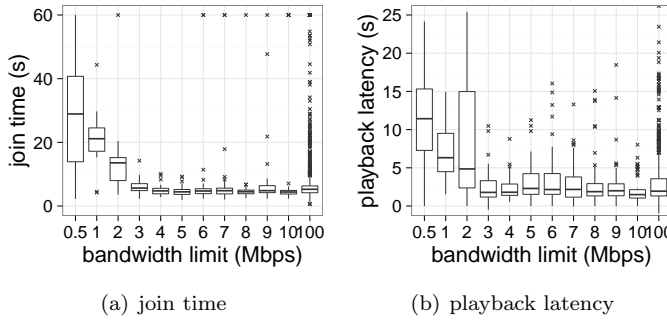 join time (s)
60
40
20
0
0.5 1 2 3 4 5 6 7 8 9 10 100
bandwidth limit (Mbps)
(a) join time
playback latency (s)
25
20
15
10
5
0
0.5 1 2 3 4 5 6 7 8 9 10 100
bandwidth limit (Mbps)
(b) playback latency